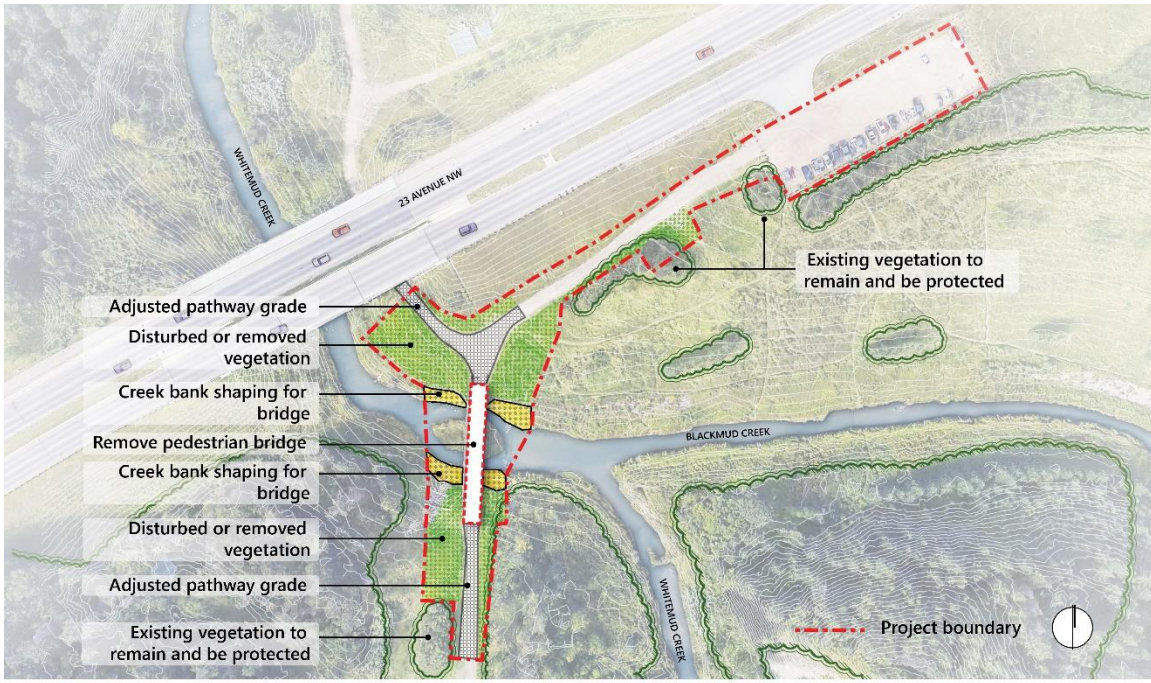 WHITEMUD CREEK
23 AVENUE NW
Existing vegetation to
remain and be protected
Adjusted pathway grade
Disturbed or removed
vegetation
Creek bank shaping for
bridge
Remove pedestrian bridge
BLACKMUD CREEK
Creek bank shaping for
bridge
Disturbed or removed
vegetation
Adjusted pathway grade
WHITEMUD CREEK
Existing vegetation to
remain and be protected
Project boundary